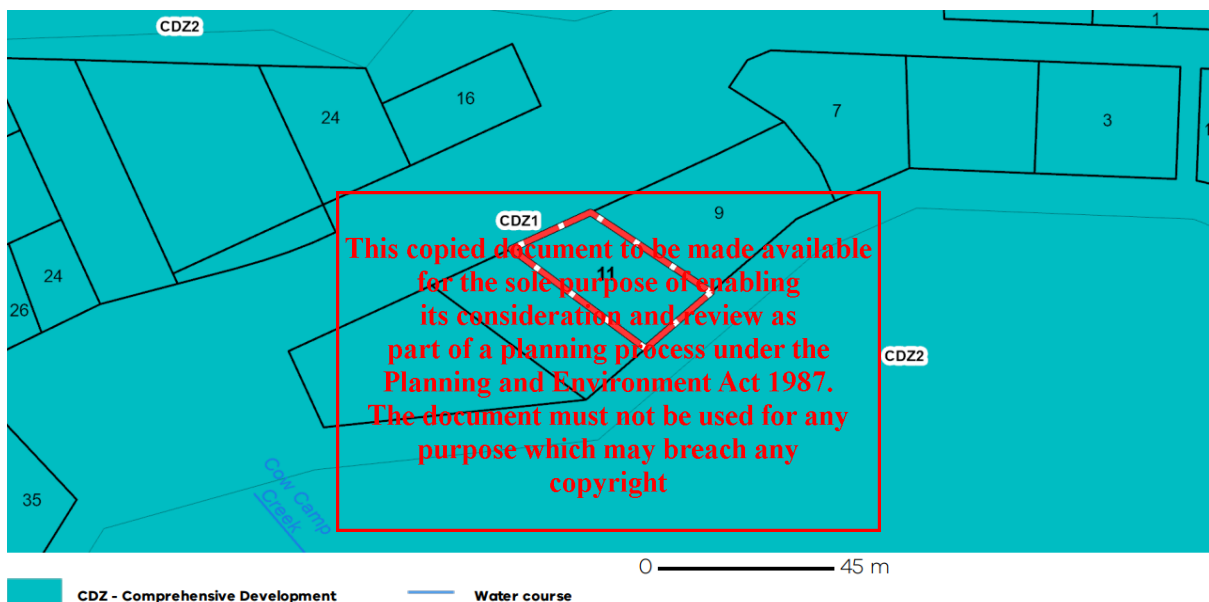 CDZ2
1
16
24
7
3
1
CDZ1
9
This copied document to be made available
for the sole purpose of enabling
11
its consideration and review as
part of a planning process under the
Planning and Environment Act 1987.
The document must not be used for any
purpose which may breach any
copyright
24
26
CDZ2
35
Cow Camp
Creek
0 45 m
CDZ - Comprehensive Development
Water course